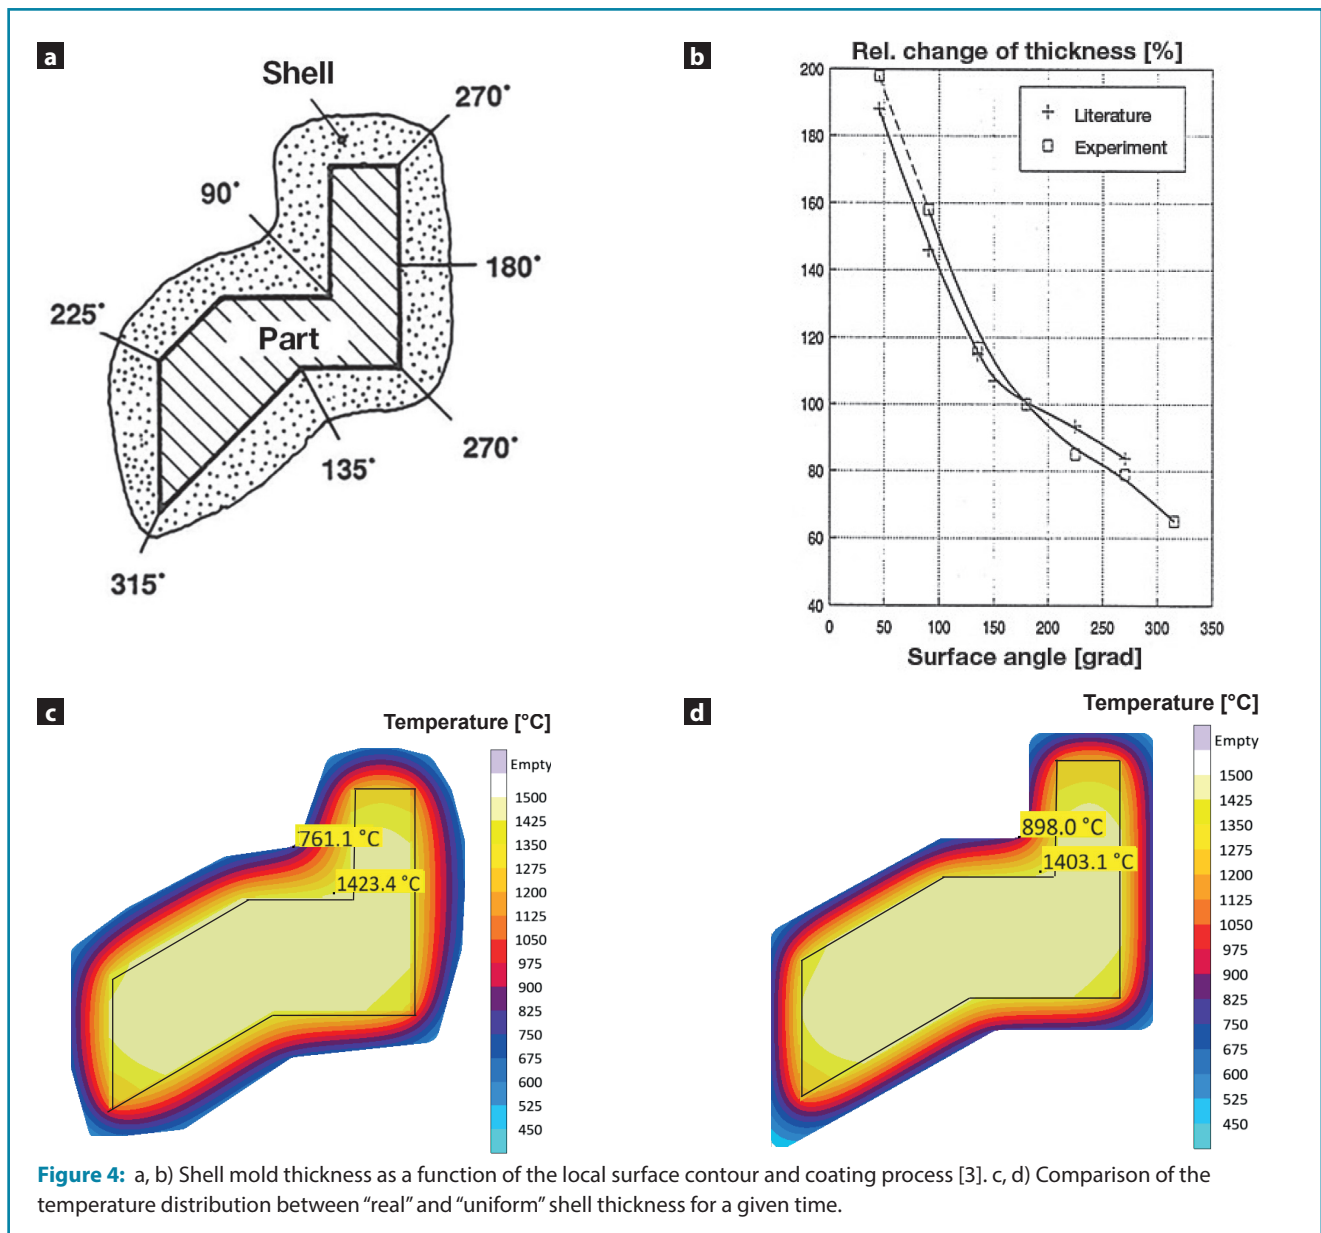 a
Shell
270°
90°
180°
225°
Part
270°
135°
315°
b
Rel. change of thickness [%]
200
180
160
140
120
100
80
60
40
Literature
Experiment
0 50 100 150 200 250 300 350
Surface angle [grad]
c
Temperature [°C]
Empty
1500
1425
1350
1275
1200
1125
1050
975
900
825
750
675
600
525
450
761.1 °C
1423.4 °C
d
Temperature [°C]
Empty
1500
1425
1350
1275
1200
1125
1050
975
900
825
750
675
600
525
450
898.0 °C
1403.1 °C
Figure 4: a, b) Shell mold thickness as a function of the local surface contour and coating process [3]. c, d) Comparison of the
temperature distribution between “real” and “uniform” shell thickness for a given time.